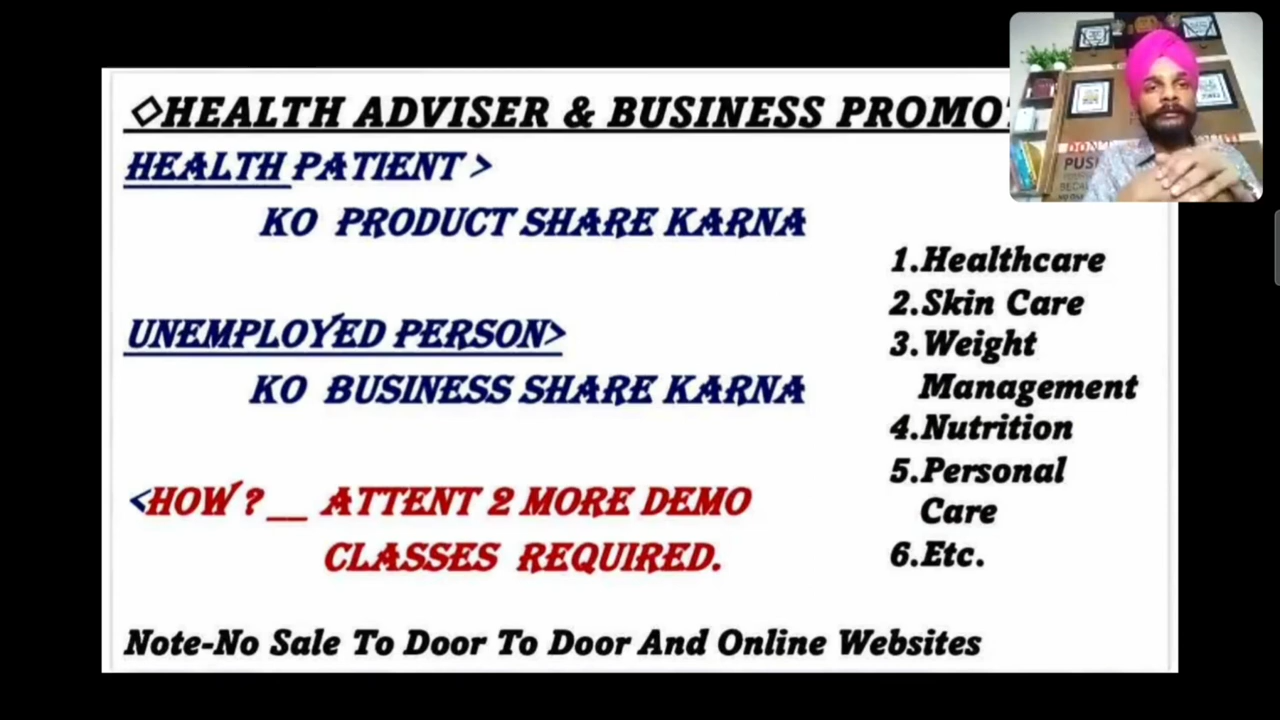 ◇HEALTH ADVISER & BUSINESS PROMOT
HEALTH PATIENT >
KO PRODUCT SHARE KARNA
UNEMPLOYED PERSON>
KO BUSINESS SHARE KARNA
<HOW ? __ ATTENT 2 MORE DEMO
CLASSES REQUIRED.
1.Healthcare
2.Skin Care
3.Weight
Management
4.Nutrition
5.Personal
Care
6.Etc.
Note-No Sale To Door To Door And Online Websites
PUS
BECA